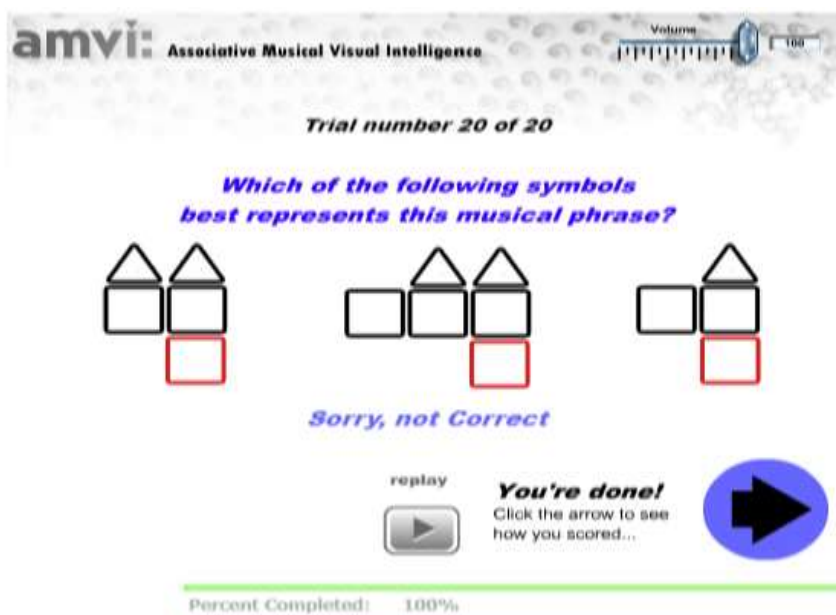 amvi: Associative Musical Visual Intelligence
Volume
100
Trial number 20 of 20
Which of the following symbols
best represents this musical phrase?
Sorry, not Correct
replay
You're done!
Click the arrow to see
how you scored...
Percent Completed: 100%